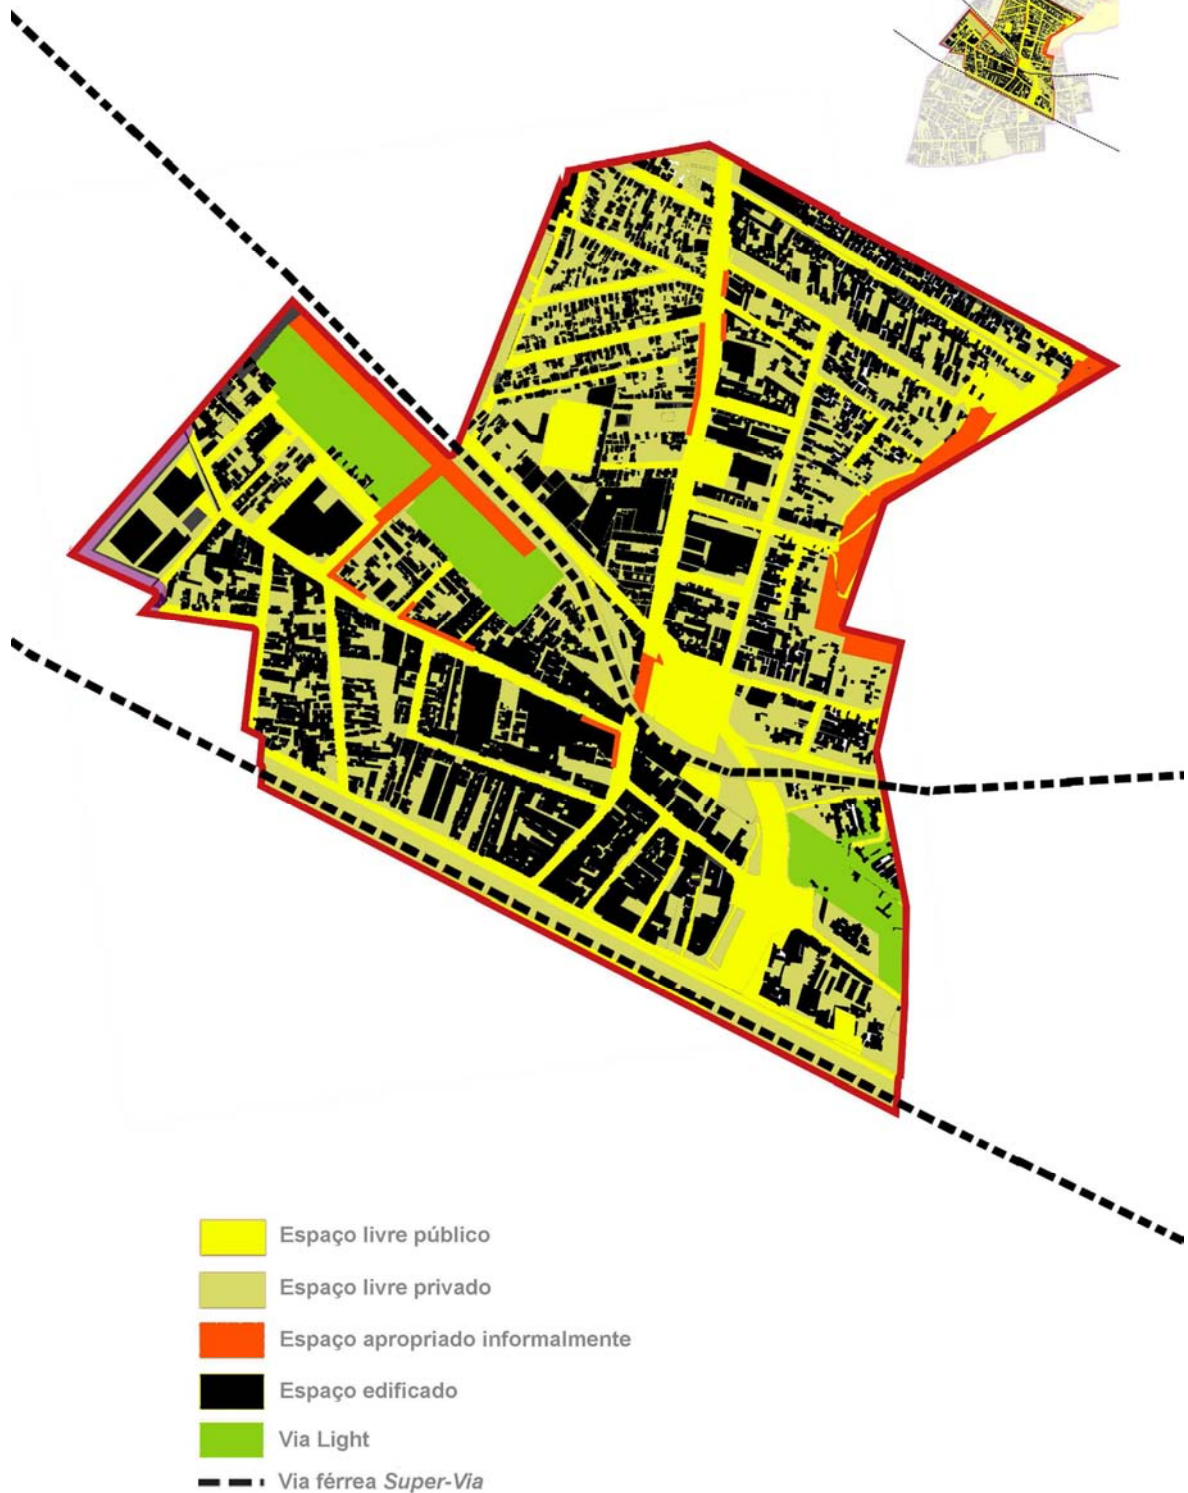 Espaço livre público
Espaço livre privado
Espaço apropriado informalmente
Espaço edificado
Via Light
Via férrea Super-Via